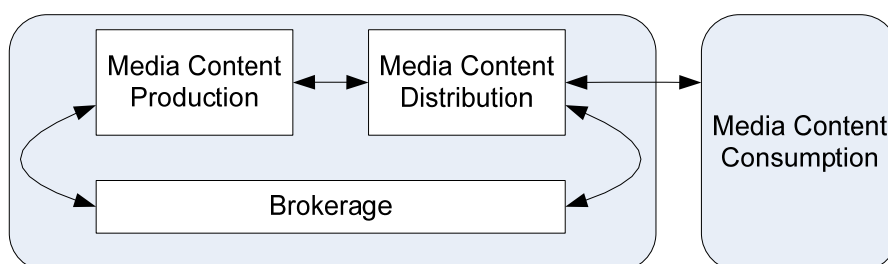 Media Content
Production
Media Content
Distribution
Media Content
Consumption
Brokerage